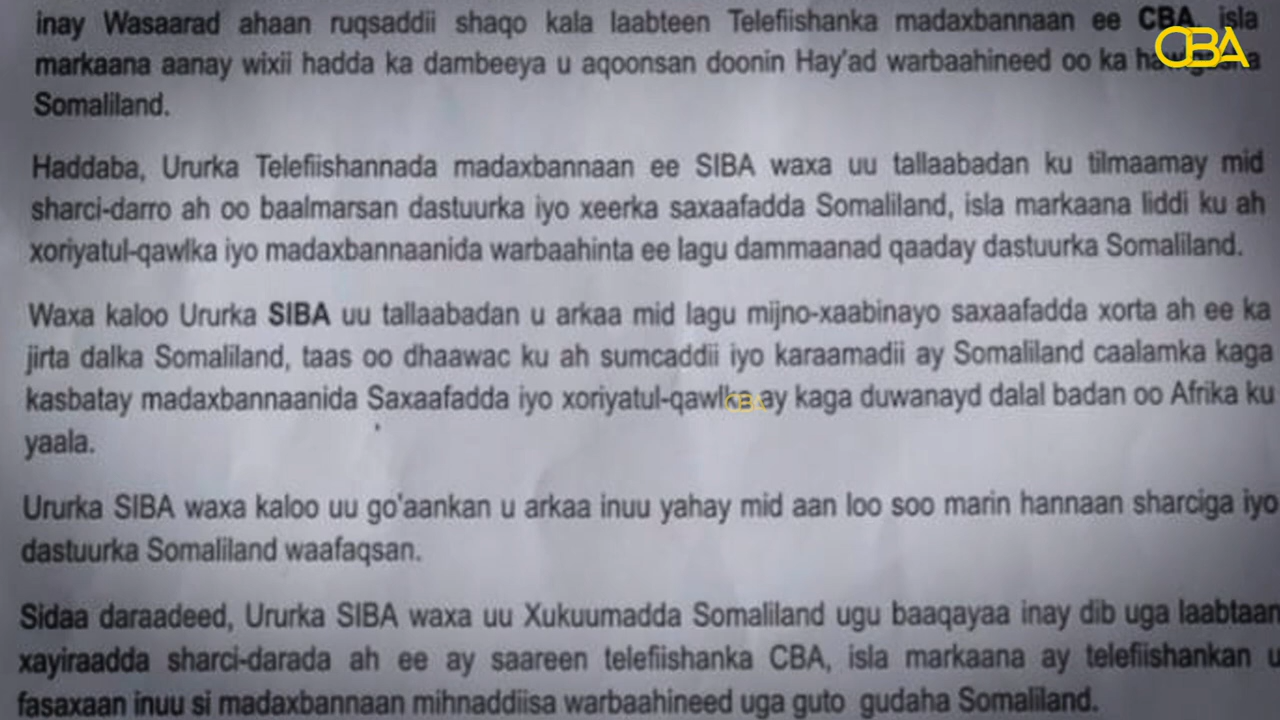 inay Wasaarad ahaan ruqsaddii shaqo kala laabteen Telefiishanka madaxbannaan ee CBA, isla
CBA
markaana aanay wixii hadda ka dambeeya u aqoonsan doonin Hay'ad warbaahineed oo ka
Somaliland.
Haddaba, Ururka Telefiishannada madaxbannaan ee SIBA waxa uu tallaabadan ku tilmaamay mid
sharci-darro ah oo baalmarsan dastuurka iyo xeerka saxaafadda Somaliland, isla markaana liddi ku ah
xoriyatul-qawlka iyo madaxbannaanida warbaahinta ee lagu dammaanad qaaday dastuurka Somaliland.
Waxa kaloo Ururka SIBA uu tallaabadan u arkaa mid lagu mijno-xaabinayo saxaafadda xorta ah ee ka
jirta dalka Somaliland, taas oo dhaawac ku ah sumcaddii iyo karaamadii ay Somaliland caalamka kaga
kasbatay madaxbannaanida Saxaafadda iyo xoriyatul-qawlka ay kaga duwanayd dalal badan oo Afrika ku
CBA
yaala.
Ururka SIBA waxa kaloo uu go'aankan u arkaa inuu yahay mid aan loo soo marin hannaan sharciga iyo
dastuurka Somaliland waafaqsan.
Sidaa daraadeed, Ururka SIBA waxa uu Xukuumadda Somaliland ugu baaqayaa inay dib uga laabtaan
xayiraadda sharci-darada ah ee ay saareen telefiishanka CBA, isla markaana ay telefiishankan u
fasaxaan inuu si madaxbannaan mihnaddiisa warbaahineed uga guto gudaha Somaliland.